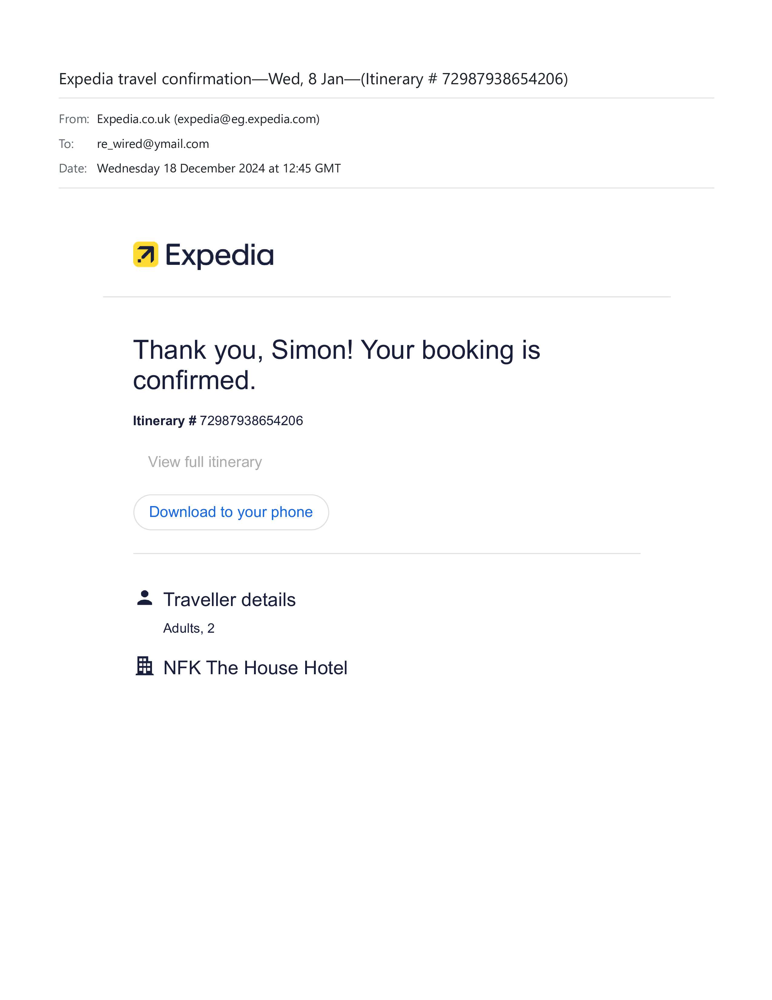 Expedia travel confirmation—Wed, 8 Jan—(Itinerary # 72987938654206)
From: Expedia.co.uk (expedia@eg.expedia.com)
To: re_wired@ymail.com
Date: Wednesday 18 December 2024 at 12:45 GMT
Expedia
Thank you, Simon! Your booking is
confirmed.
Itinerary # 72987938654206
View full itinerary
Download to your phone
Traveller details
Adults, 2
NFK The House Hotel